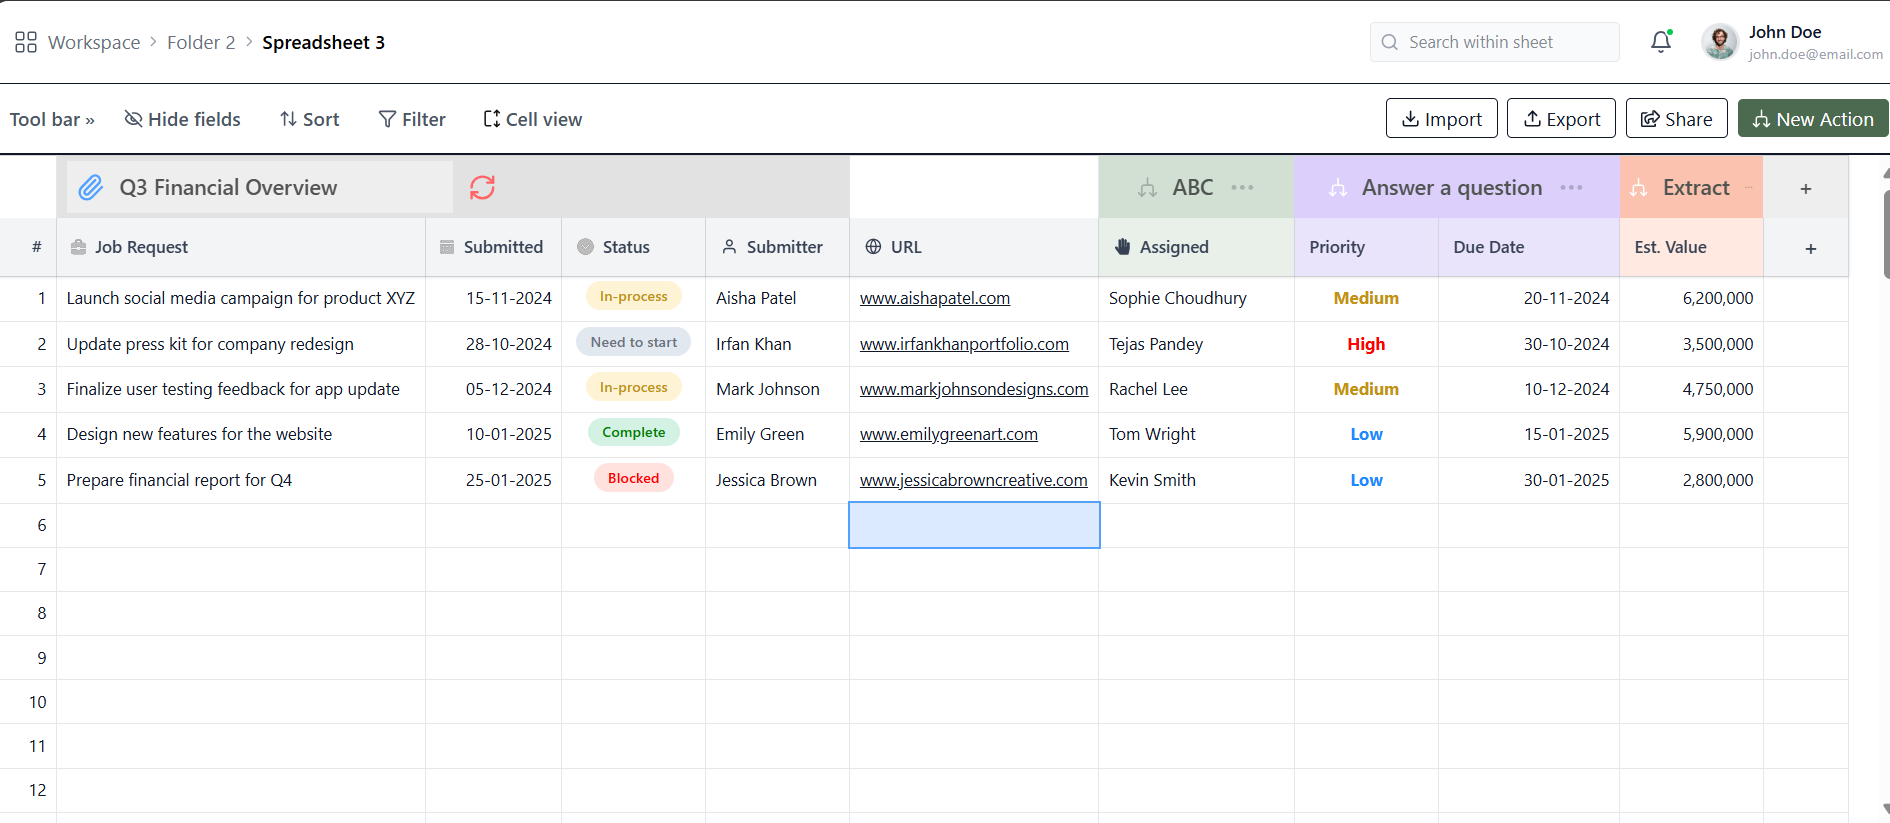 Workspace > Folder 2 > Spreadsheet 3
Search within sheet
John Doe
john.doe@email.com
Tool bar »
Hide fields
Sort
Filter
Cell view
Import
Export
Share
New Action
Q3 Financial Overview
ABC ...
Answer a question ...
Extract ...
+
# Job Request Submitted Status Submitter URL Assigned Priority Due Date Est. Value +
1 Launch social media campaign for product XYZ 15-11-2024 In-process Aisha Patel www.aishapatel.com Sophie Choudhury Medium 20-11-2024 6,200,000
2 Update press kit for company redesign 28-10-2024 Need to start Irfan Khan www.irfankhanportfolio.com Tejas Pandey High 30-10-2024 3,500,000
3 Finalize user testing feedback for app update 05-12-2024 In-process Mark Johnson www.markjohnsondesigns.com Rachel Lee Medium 10-12-2024 4,750,000
4 Design new features for the website 10-01-2025 Complete Emily Green www.emilygreenart.com Tom Wright Low 15-01-2025 5,900,000
5 Prepare financial report for Q4 25-01-2025 Blocked Jessica Brown www.jessicabrowncreative.com Kevin Smith Low 30-01-2025 2,800,000
6
7
8
9
10
11
12